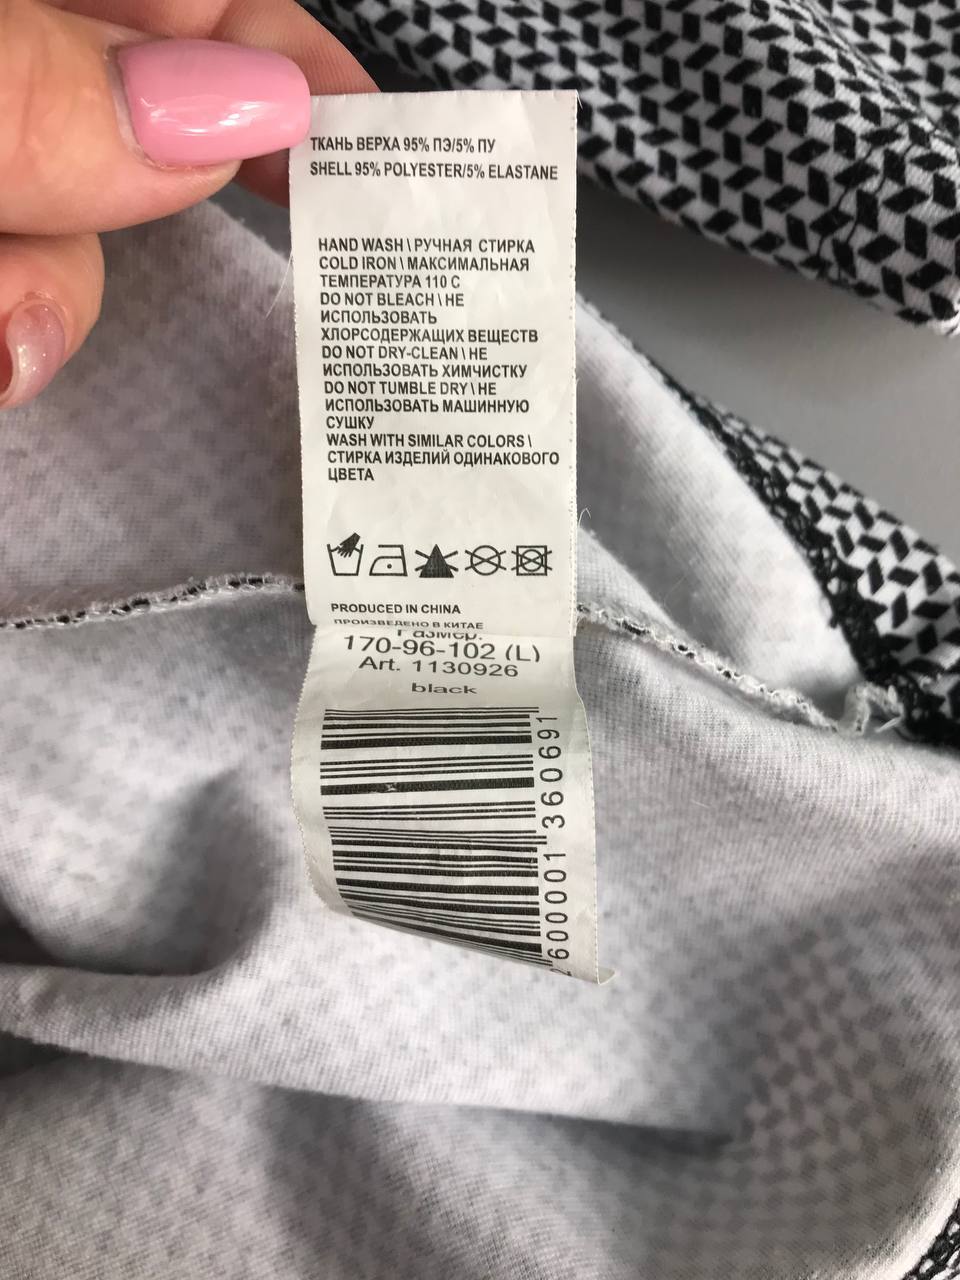 ТКАНЬ ВЕРХА 95% ПЭ/5% ПУ
SHELL 95% POLYESTER/5% ELASTANE
HAND WASH \ РУЧНАЯ СТИРКА
COLD IRON \ МАКСИМАЛЬНАЯ
ТЕМПЕРАТУРА 110 С
DO NOT BLEACH \ НЕ
ИСПОЛЬЗОВАТЬ
ХЛОРСОДЕРЖАЩИХ ВЕЩЕСТВ
DO NOT DRY-CLEAN \ НЕ
ИСПОЛЬЗОВАТЬ ХИМЧИСТКУ
DO NOT TUMBLE DRY \ НЕ
ИСПОЛЬЗОВАТЬ МАШИННУЮ
СУШКУ
WASH WITH SIMILAR COLORS \
СТИРКА ИЗДЕЛИЙ ОДИНАКОВОГО
ЦВЕТА
PRODUCED IN CHINA
ПРОИЗВЕДЕНО В КИТАЕ
Размер:
170-96-102 (L)
Art. 1130926
black
2600001 360691